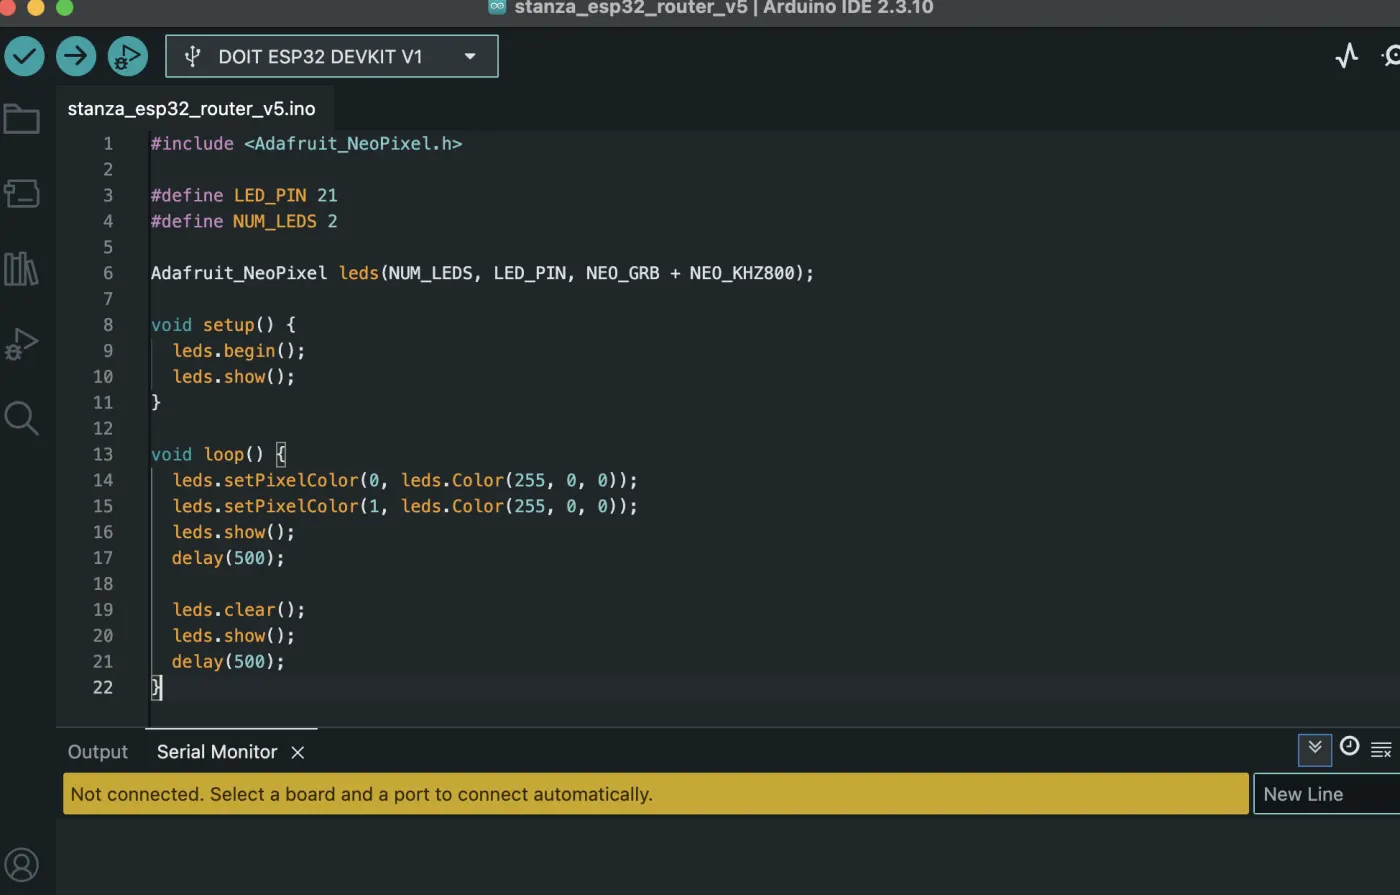 stanza_esp32_router_v5 | Arduino IDE 2.3.10
DOIT ESP32 DEVKIT V1
stanza_esp32_router_v5.ino
1 #include <Adafruit_NeoPixel.h>
2
3 #define LED_PIN 21
4 #define NUM_LEDS 2
5
6 Adafruit_NeoPixel leds(NUM_LEDS, LED_PIN, NEO_GRB + NEO_KHZ800);
7
8 void setup() {
9   leds.begin();
10   leds.show();
11 }
12
13 void loop() {
14   leds.setPixelColor(0, leds.Color(255, 0, 0));
15   leds.setPixelColor(1, leds.Color(255, 0, 0));
16   leds.show();
17   delay(500);
18
19   leds.clear();
20   leds.show();
21   delay(500);
22 }
Output Serial Monitor
Not connected. Select a board and a port to connect automatically. New Line